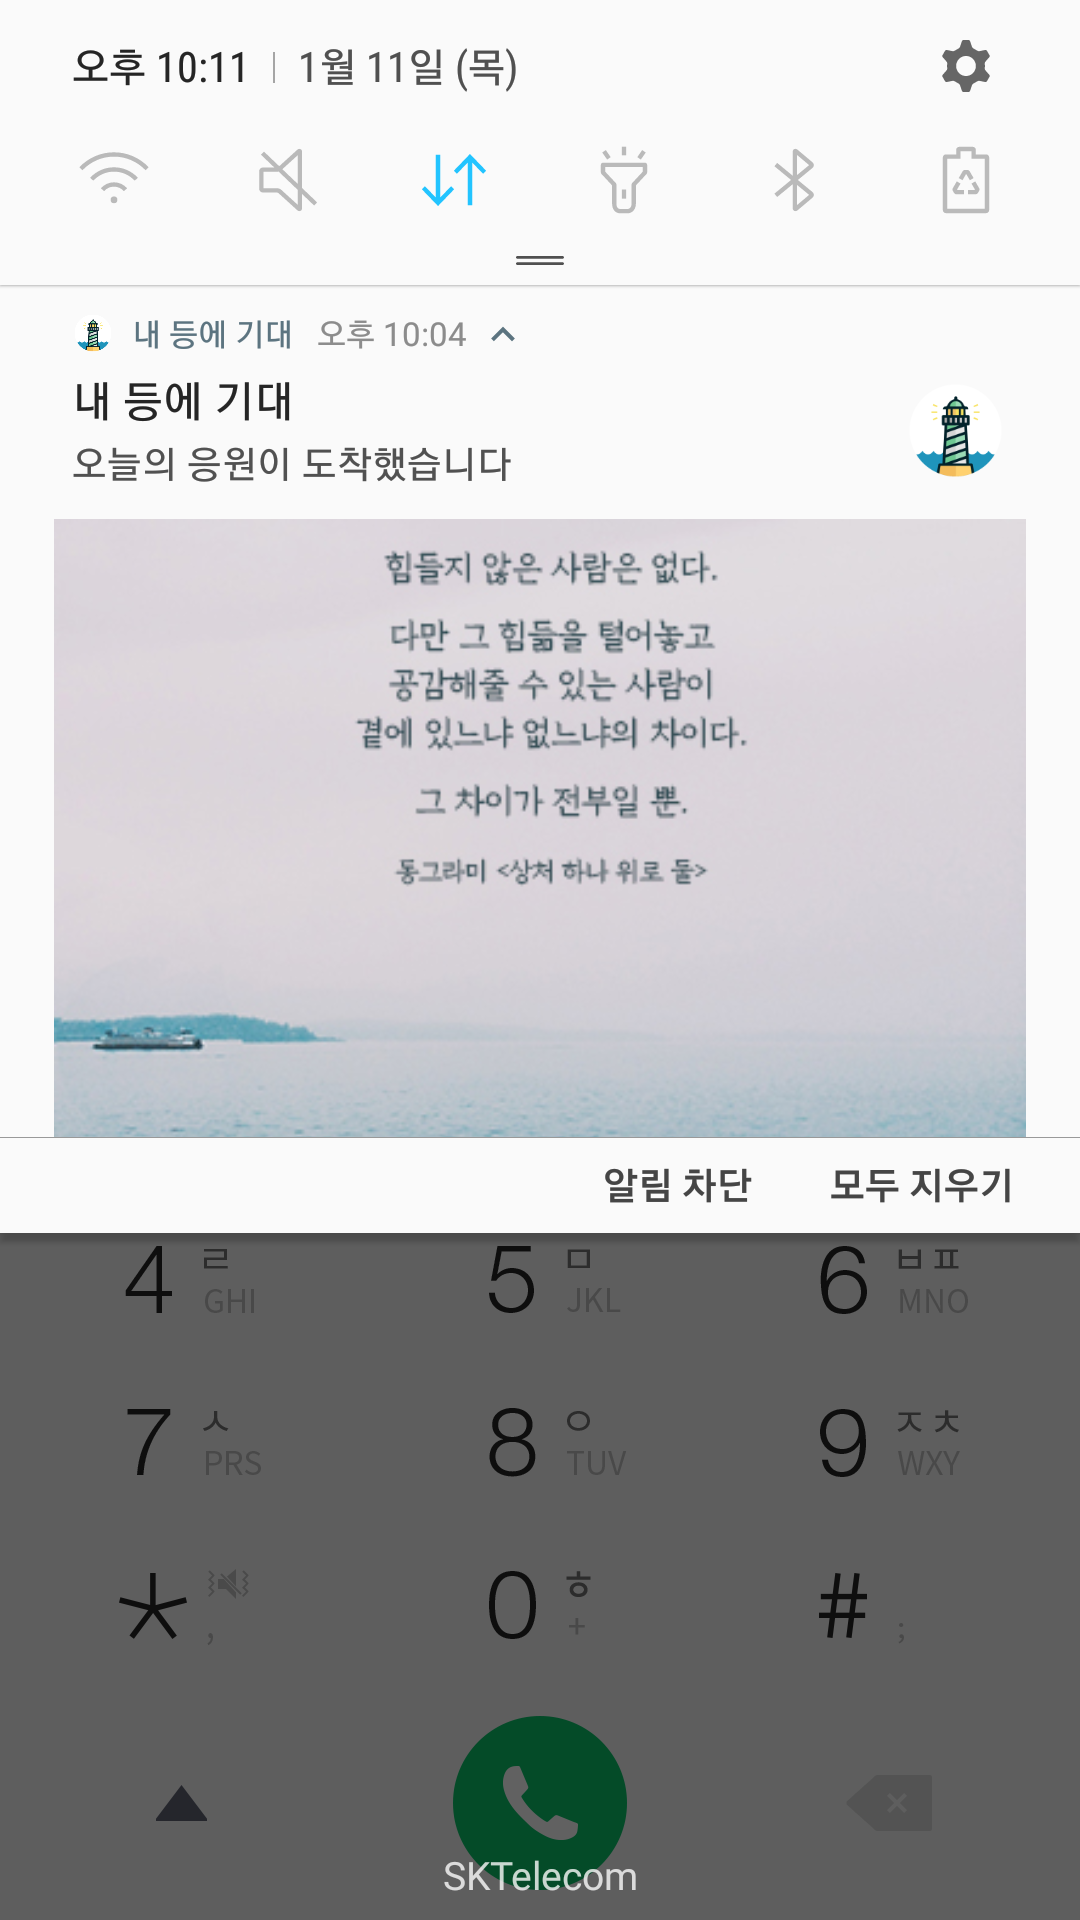 오후 10:11 | 1월 11일 (목)
내 등에 기대 오후 10:04
내 등에 기대
오늘의 응원이 도착했습니다
힘들지 않은 사람은 없다.
다만 그 힘듦을 털어놓고
공감해줄 수 있는 사람이
곁에 있느냐 없느냐의 차이다.
그 차이가 전부일 뿐.
동그라미 <상처 하나 위로 둘>
알림 차단 모두 지우기
4 ㄹ GHI 5 ㅁ JKL 6 ㅂㅍ MNO
7 ㅅ PRS 8 ㅇ TUV 9 ㅈㅊ WXY
* , 0 ㅎ + # ;
SKTelecom